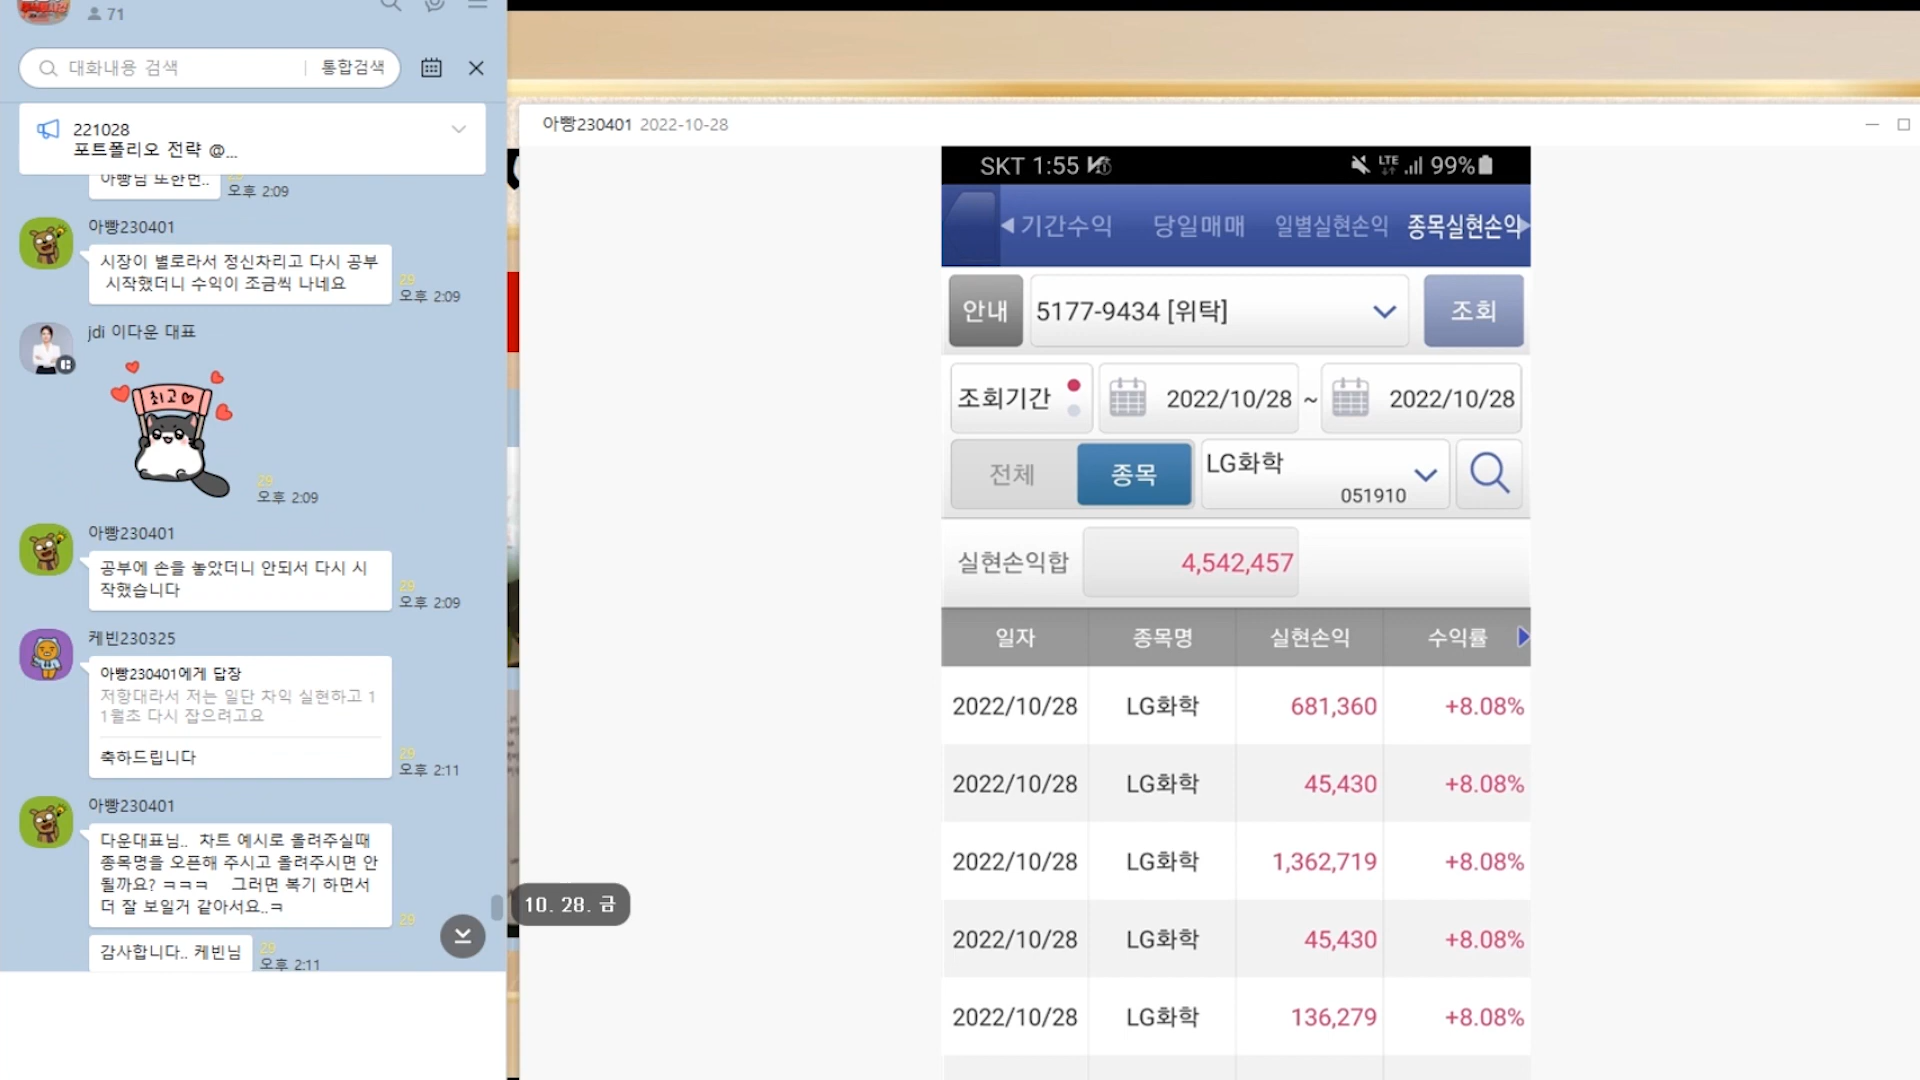 71
대화내용 검색
통합검색
221028
포트폴리오 전략 @...
아빵님 또한번..
오후 2:09
아빵230401
시장이 별로라서 정신차리고 다시 공부
시작했더니 수익이 조금씩 나네요
29
오후 2:09
jdi 이다운 대표
최고♡
29
오후 2:09
아빵230401
공부에 손을 놓았더니 안되서 다시 시
작했습니다
29
오후 2:09
케빈230325
아빵230401에게 답장
저항대라서 저는 일단 차익 실현하고 1
1월초 다시 잡으려고요
축하드립니다
29
오후 2:11
아빵230401
다운대표님.. 차트 예시로 올려주실때
종목명을 오픈해 주시고 올려주시면 안
될까요? ㅋㅋㅋ 그러면 복기 하면서
더 잘 보일거 같아서요..ㅋ
29
감사합니다.. 케빈님
29
오후 2:11
10. 28. 금
아빵230401 2022-10-28
SKT 1:55
LTE 99%
기간수익 당일매매 일별실현손익 종목실현손익
안내 5177-9434 [위탁] 조회
조회기간 2022/10/28 ~ 2022/10/28
전체 종목 LG화학 051910
실현손익합 4,542,457
일자 종목명 실현손익 수익률
2022/10/28 LG화학 681,360 +8.08%
2022/10/28 LG화학 45,430 +8.08%
2022/10/28 LG화학 1,362,719 +8.08%
2022/10/28 LG화학 45,430 +8.08%
2022/10/28 LG화학 136,279 +8.08%